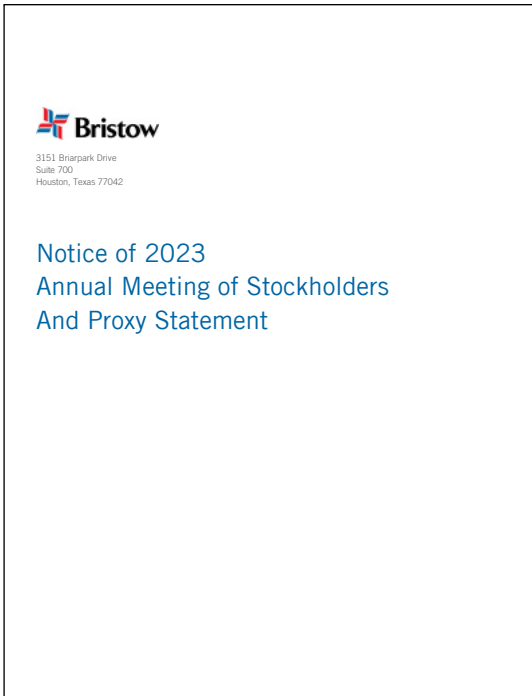 Bristow
3151 Briarpark Drive
Suite 700
Houston, Texas 77042
Notice of 2023
Annual Meeting of Stockholders
And Proxy Statement